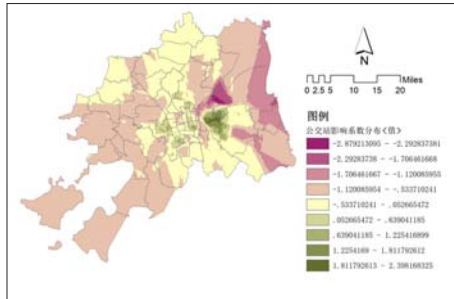 N
Miles
0 2.5 5 10 15 20
图例
公交站影响系数分布<值>
-2.879213095 - -2.292837381
-2.29283738 - -1.706461668
-1.706461667 - -1.120085955
-1.120085954 - -.533710241
-.533710241 - .052665472
.052665472 - .639041185
.639041185 - 1.225416899
1.2254169 - 1.811792612
1.811792613 - 2.398168325